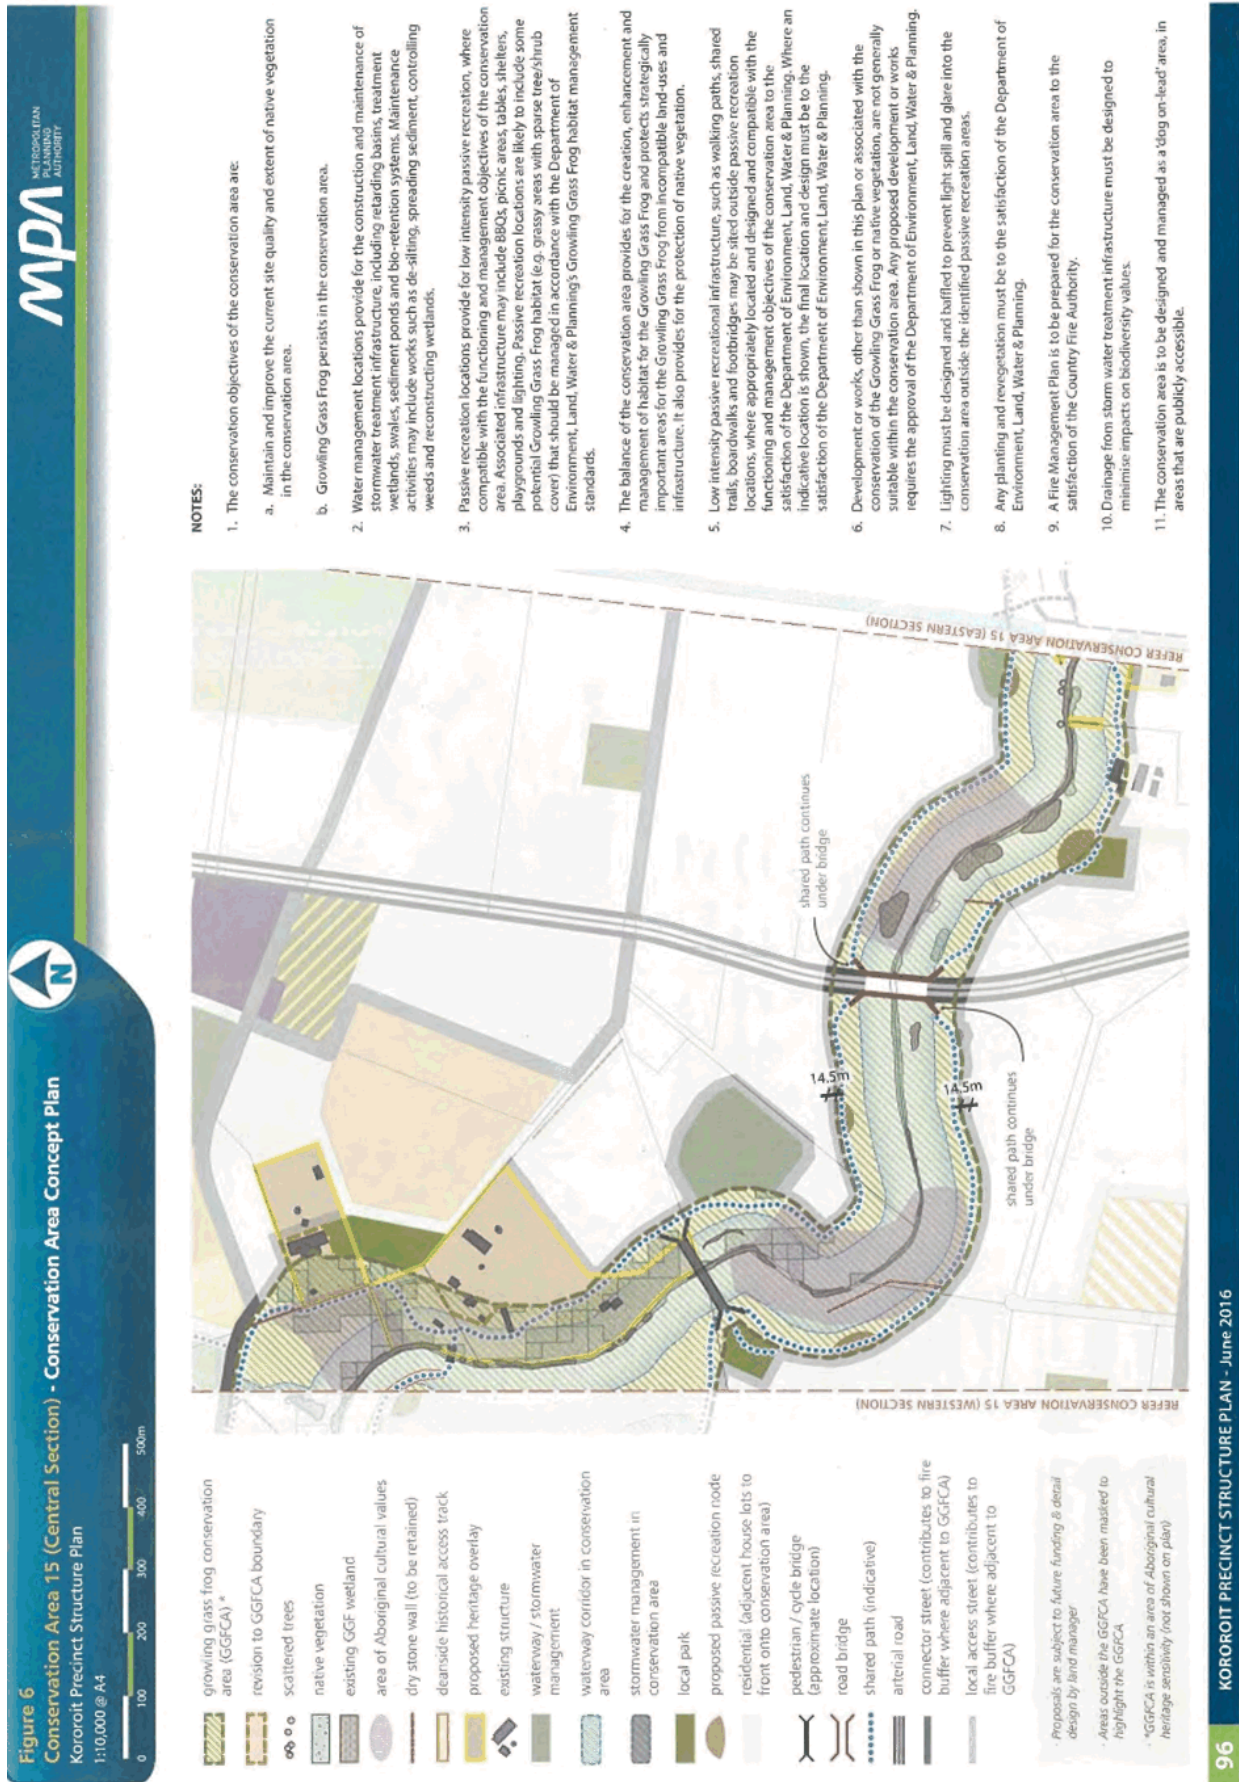 Figure 6
Conservation Area 15 (Central Section) - Conservation Area Concept Plan
Kororoit Precinct Structure Plan
1:10,000 @ A4
0 100 200 300 400 500m
N
MPA
METROPOLITAN
PLANNING
AUTHORITY
growling grass frog conservation
area (GGFCA) *
revision to GGFCA boundary
scattered trees
native vegetation
existing GGF wetland
area of Aboriginal cultural values
dry stone wall (to be retained)
deanside historical access track
proposed heritage overlay
existing structure
waterway / stormwater
management
waterway corridor in conservation
area
stormwater management in
conservation area
local park
proposed passive recreation node
residential (adjacent house lots to
front onto conservation area)
pedestrian / cycle bridge
(approximate location)
road bridge
shared path (indicative)
arterial road
connector street (contributes to fire
buffer where adjacent to GGFCA)
local access street (contributes to
fire buffer where adjacent to
GGFCA)
· Proposals are subject to future funding & detail
design by land manager
· Areas outside the GGFCA have been masked to
highlight the GGFCA
· *GGFCA is within an area of Aboriginal cultural
heritage sensitivity (not shown on plan)
REFER CONSERVATION AREA 15 (WESTERN SECTION)
14.5m
14.5m
shared path continues
under bridge
shared path continues
under bridge
REFER CONSERVATION AREA 15 (EASTERN SECTION)
NOTES:
1. The conservation objectives of the conservation area are:
a. Maintain and improve the current site quality and extent of native vegetation
in the conservation area.
b. Growling Grass Frog persists in the conservation area.
2. Water management locations provide for the construction and maintenance of
stormwater treatment infrastructure, including retarding basins, treatment
wetlands, swales, sediment ponds and bio-retention systems. Maintenance
activities may include works such as de-silting, spreading sediment, controlling
weeds and reconstructing wetlands.
3. Passive recreation locations provide for low intensity passive recreation, where
compatible with the functioning and management objectives of the conservation
area. Associated infrastructure may include BBQs, picnic areas, tables, shelters,
playgrounds and lighting. Passive recreation locations are likely to include some
potential Growling Grass Frog habitat (e.g. grassy areas with sparse tree/shrub
cover) that should be managed in accordance with the Department of
Environment, Land, Water & Planning's Growling Grass Frog habitat management
standards.
4. The balance of the conservation area provides for the creation, enhancement and
management of habitat for the Growling Grass Frog and protects strategically
important areas for the Growling Grass Frog from incompatible land-uses and
infrastructure. It also provides for the protection of native vegetation.
5. Low intensity passive recreational infrastructure, such as walking paths, shared
trails, boardwalks and footbridges may be sited outside passive recreation
locations, where appropriately located and designed and compatible with the
functioning and management objectives of the conservation area to the
satisfaction of the Department of Environment, Land, Water & Planning. Where an
indicative location is shown, the final location and design must be to the
satisfaction of the Department of Environment, Land, Water & Planning.
6. Development or works, other than shown in this plan or associated with the
conservation of the Growling Grass Frog or native vegetation, are not generally
suitable within the conservation area. Any proposed development or works
requires the approval of the Department of Environment, Land, Water & Planning.
7. Lighting must be designed and baffled to prevent light spill and glare into the
conservation area outside the identified passive recreation areas.
8. Any planting and revegetation must be to the satisfaction of the Department of
Environment, Land, Water & Planning.
9. A Fire Management Plan is to be prepared for the conservation area to the
satisfaction of the Country Fire Authority.
10. Drainage from storm water treatment infrastructure must be designed to
minimise impacts on biodiversity values.
11. The conservation area is to be designed and managed as a 'dog on-lead' area, in
areas that are publicly accessible.
96 KOROROIT PRECINCT STRUCTURE PLAN - June 2016